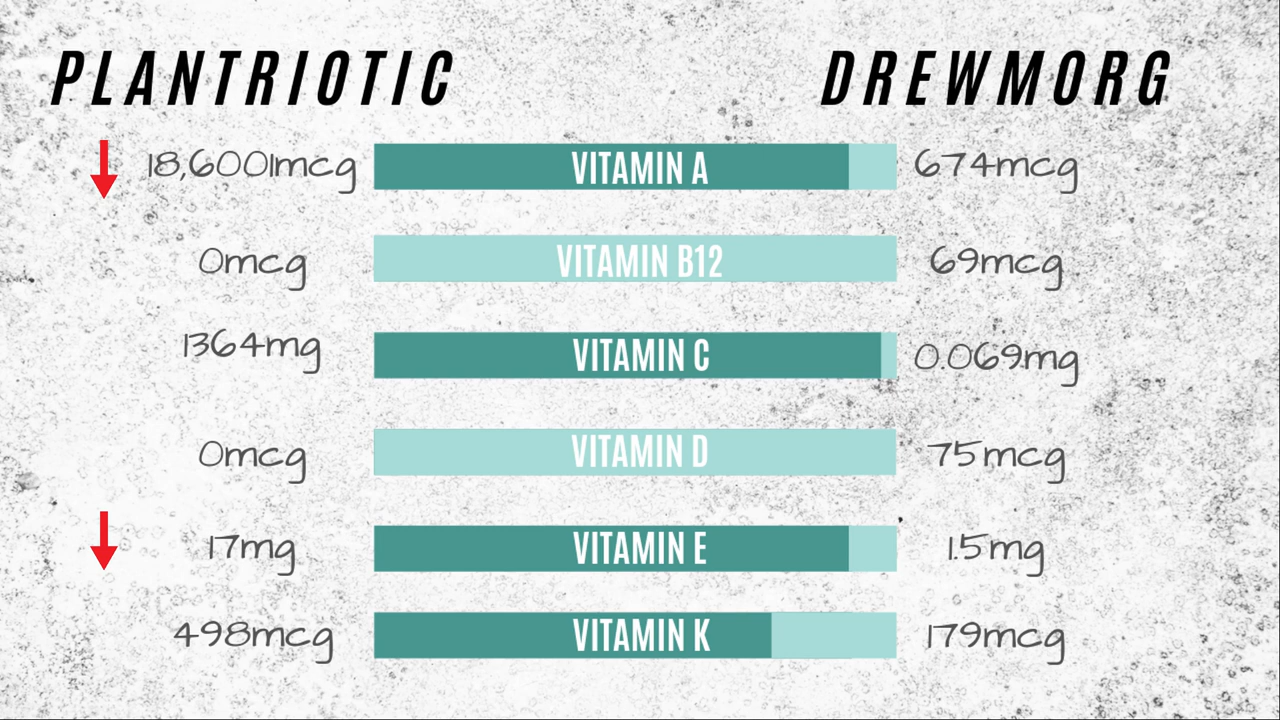 PLANTRIOTIC DREWMORG
18,6001mcg VITAMIN A 674mcg
0mcg VITAMIN B12 69mcg
1364mg VITAMIN C 0.069mg
0mcg VITAMIN D 75mcg
17mg VITAMIN E 1.5mg
498mcg VITAMIN K 179mcg